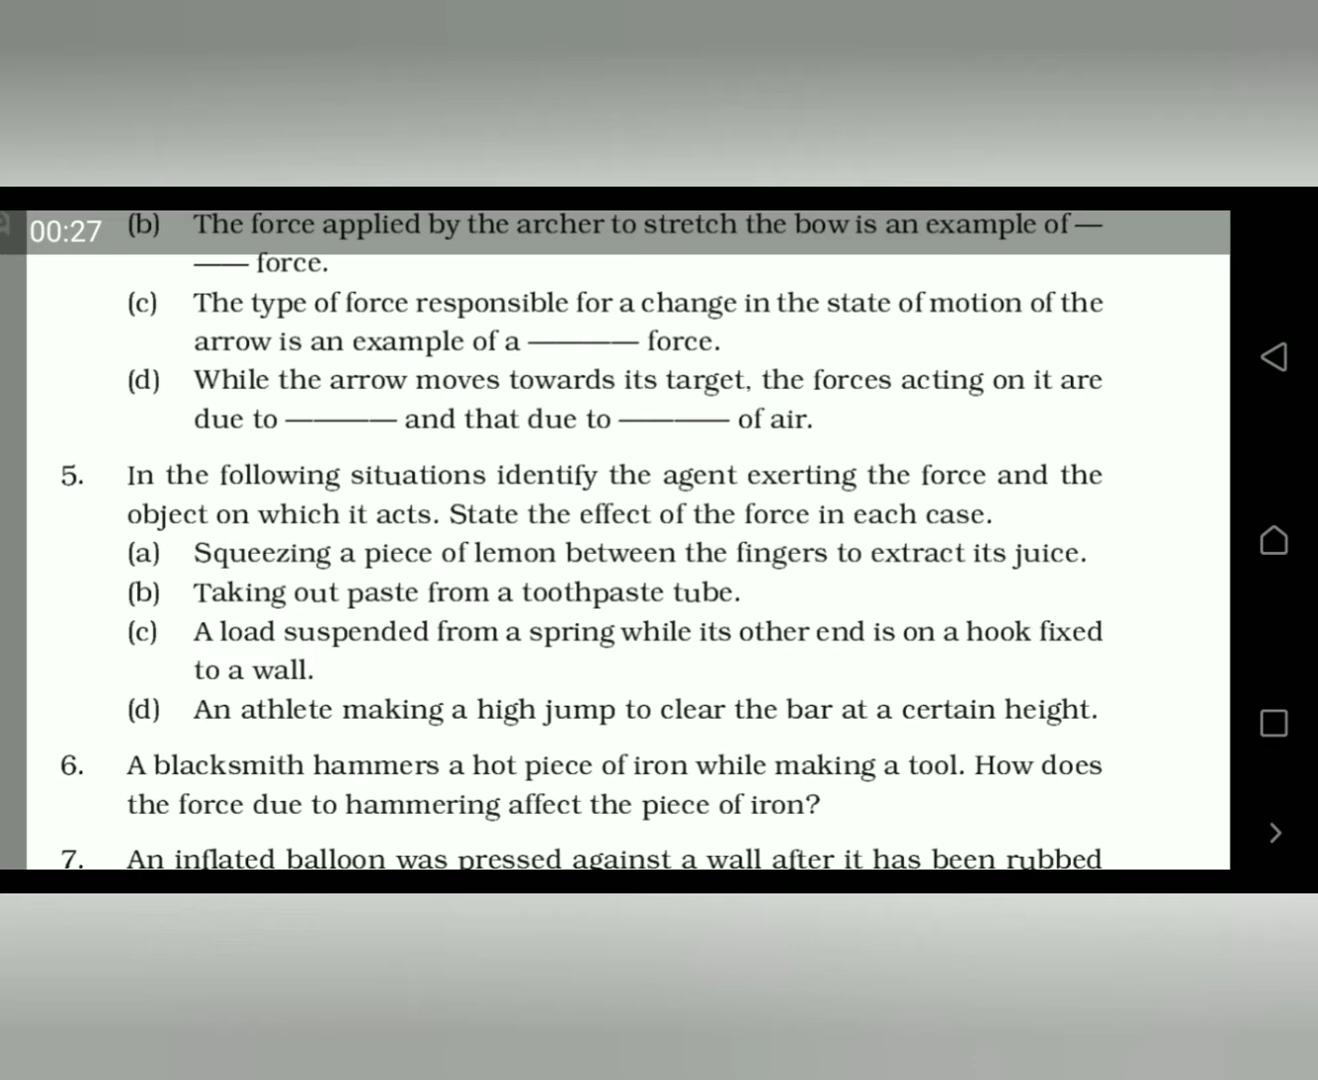 00:27
(b) The force applied by the archer to stretch the bow is an example of —
—— force.
(c) The type of force responsible for a change in the state of motion of the
arrow is an example of a ———— force.
(d) While the arrow moves towards its target, the forces acting on it are
due to ———— and that due to ———— of air.
5. In the following situations identify the agent exerting the force and the
object on which it acts. State the effect of the force in each case.
(a) Squeezing a piece of lemon between the fingers to extract its juice.
(b) Taking out paste from a toothpaste tube.
(c) A load suspended from a spring while its other end is on a hook fixed
to a wall.
(d) An athlete making a high jump to clear the bar at a certain height.
6. A blacksmith hammers a hot piece of iron while making a tool. How does
the force due to hammering affect the piece of iron?
7. An inflated balloon was pressed against a wall after it has been rubbed